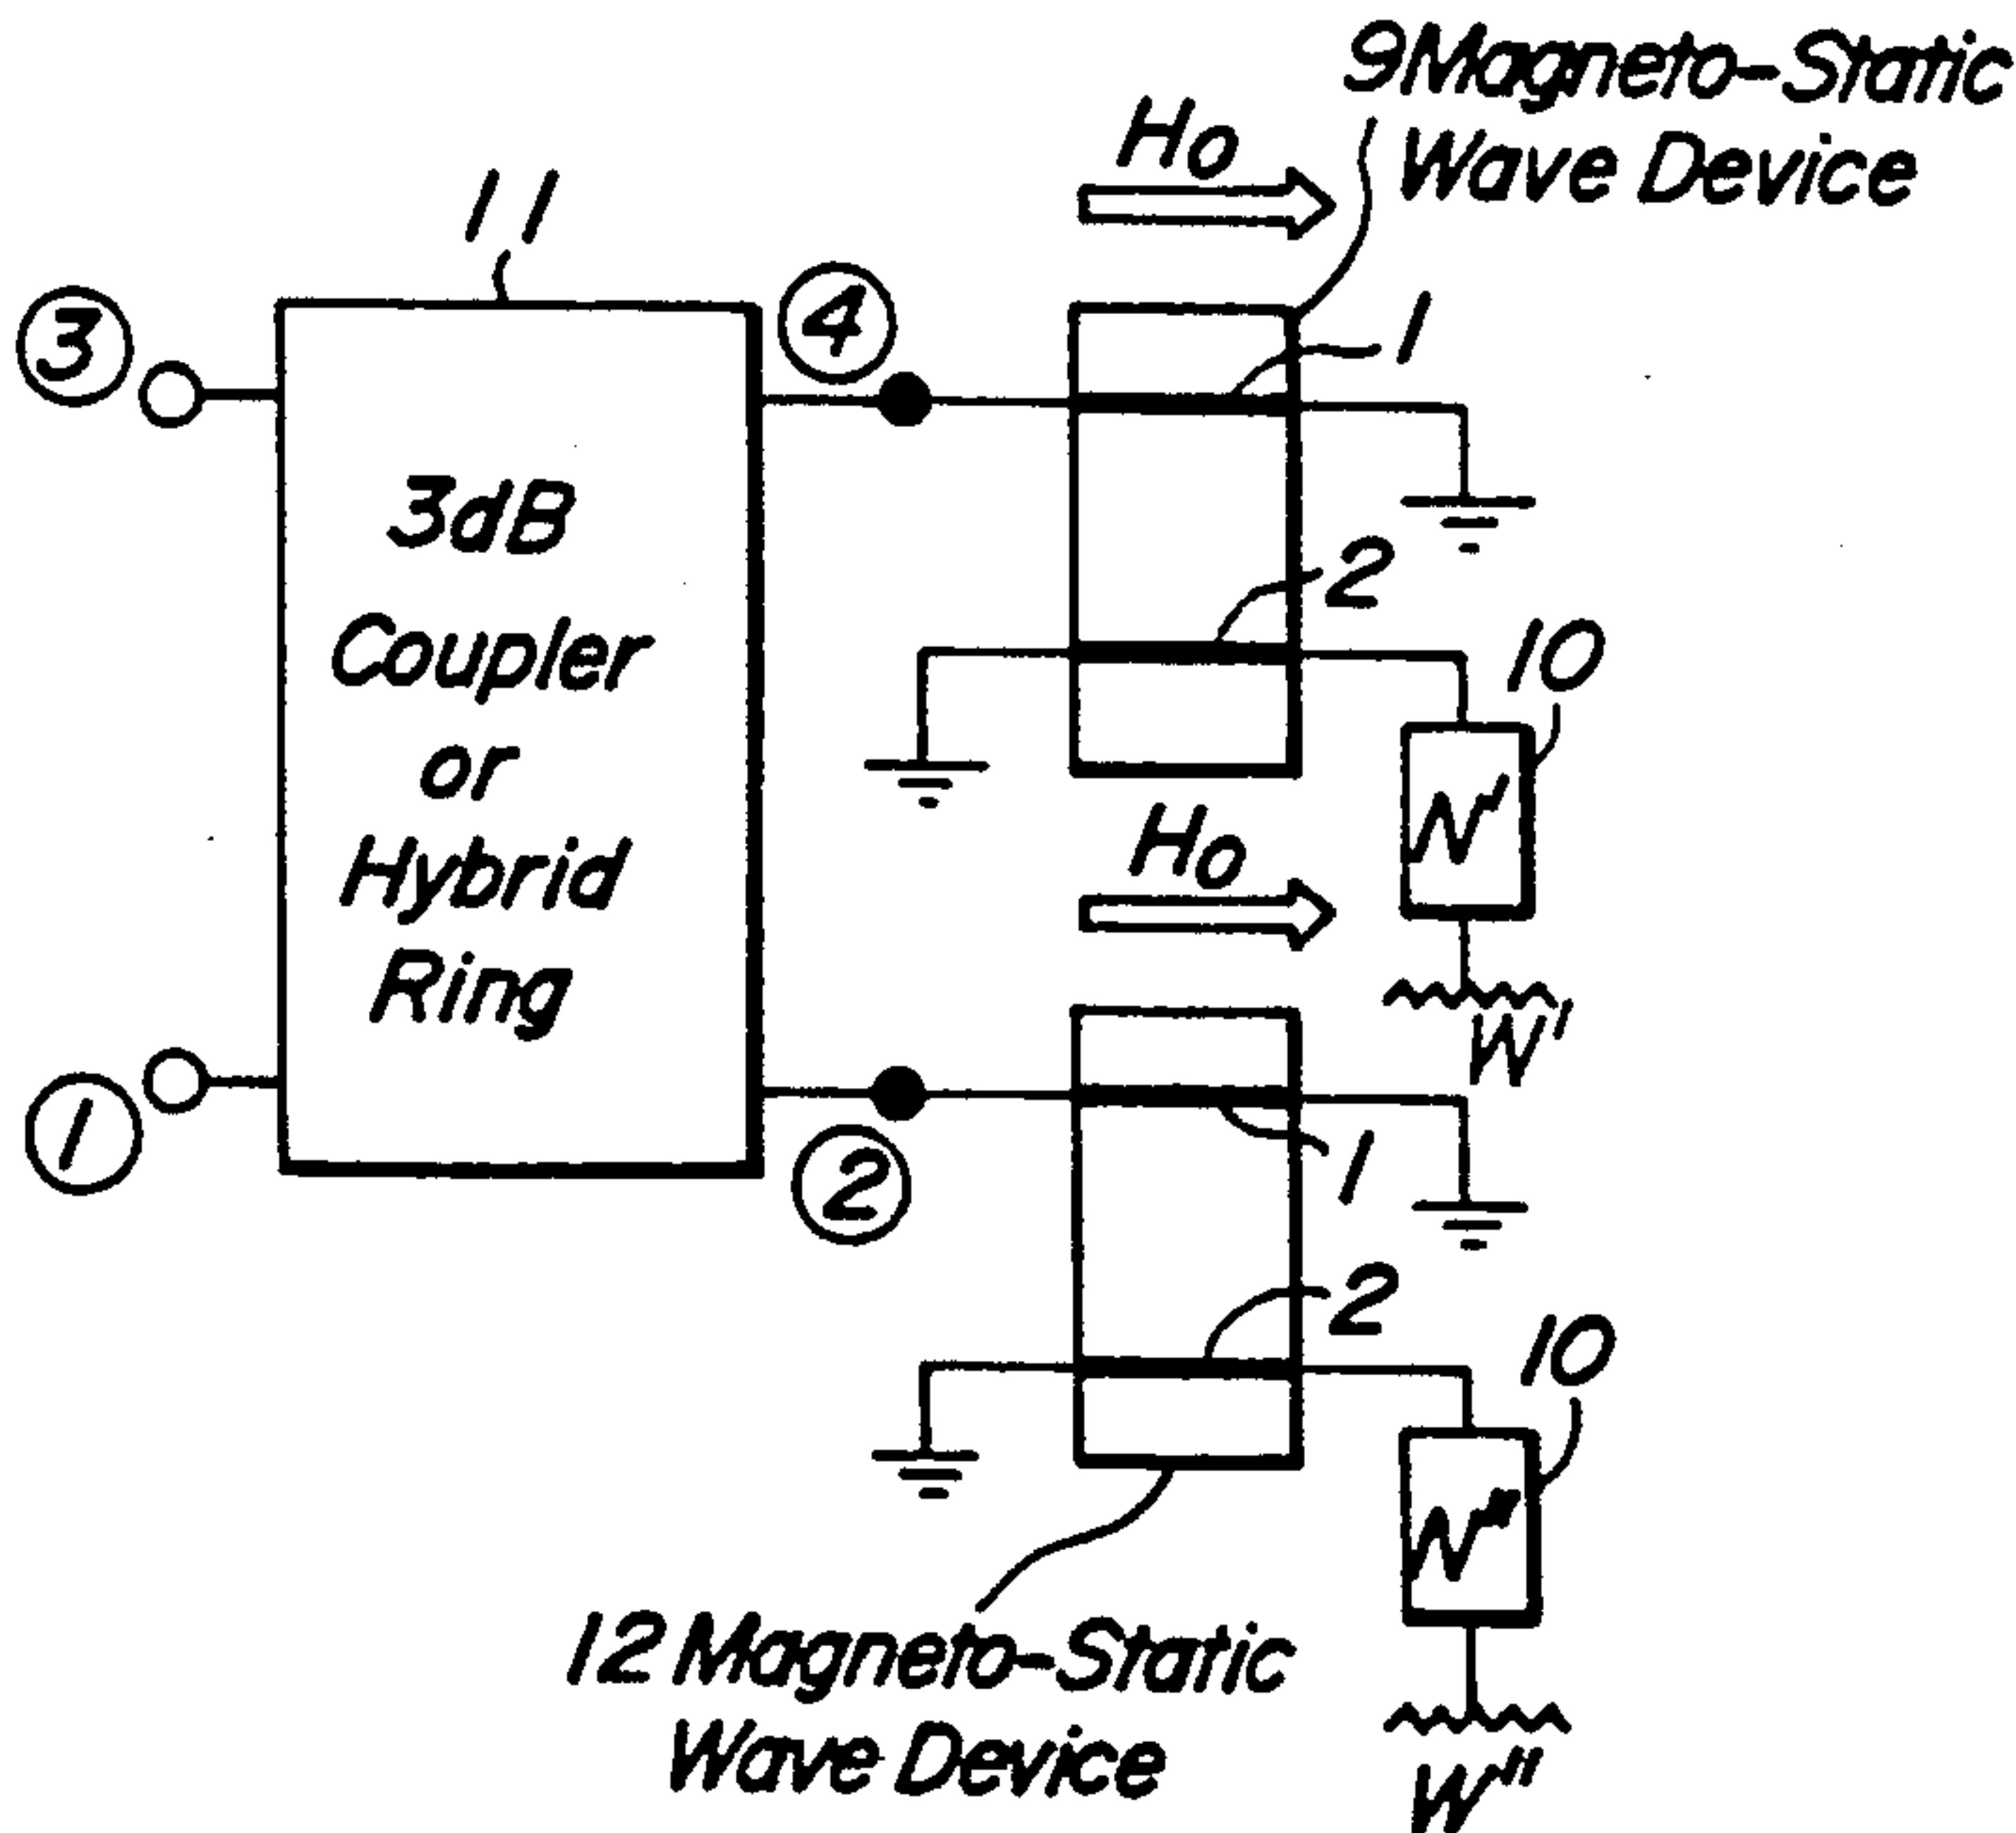 9 Magneto-Static
Wave Device
Ho
11
3
4
1
3dB
Coupler
or
Hybrid
Ring
2
10
N'
Ho
W'
1
2
1
2
10
N"
12 Magneto-Static
Wave Device
W"